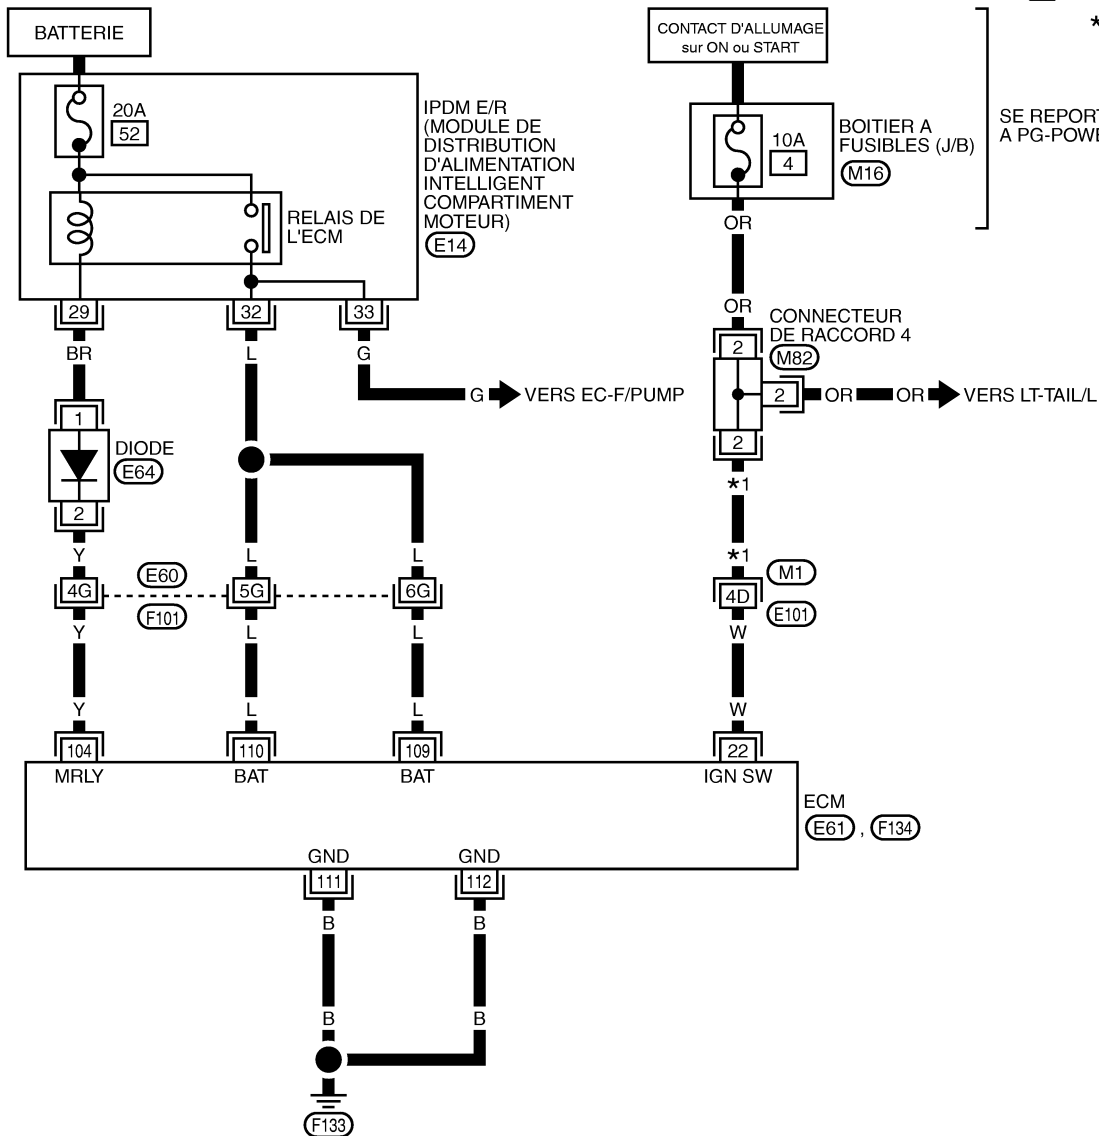 BATTERIE
CONTACT D'ALLUMAGE
sur ON ou START
*
20A
52
IPDM E/R
(MODULE DE
DISTRIBUTION
D'ALIMENTATION
INTELLIGENT
COMPARTIMENT
MOTEUR)
E14
10A
4
BOITIER A
FUSIBLES (J/B)
M16
SE REPORT
A PG-POWE
RELAIS DE
L'ECM
OR
29
32
33
OR
CONNECTEUR
DE RACCORD 4
M82
BR
L
G
2
G
VERS EC-F/PUMP
2
OR
OR
VERS LT-TAIL/L
1
DIODE
E64
2
2
*1
Y
L
L
*1
4G
E60
F101
5G
6G
M1
4D
E101
Y
L
L
W
Y
L
L
W
104
110
109
22
MRLY
BAT
BAT
IGN SW
ECM
E61 , F134
GND
GND
111
112
B
B
B
B
F133